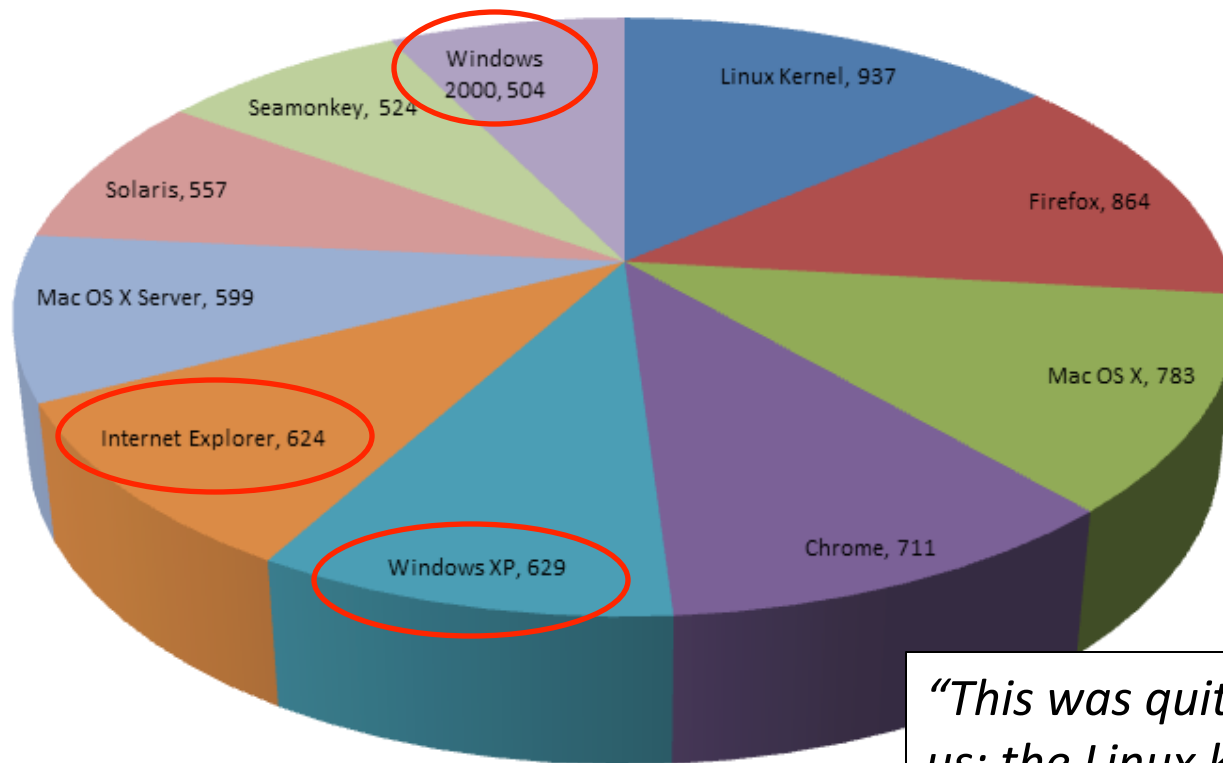 Windows
2000, 504
Linux Kernel, 937
Seamonkey, 524
Solaris, 557
Firefox, 864
Mac OS X Server, 599
Mac OS X, 783
Internet Explorer, 624
Chrome, 711
Windows XP, 629
“This was quit
us: the Linux k